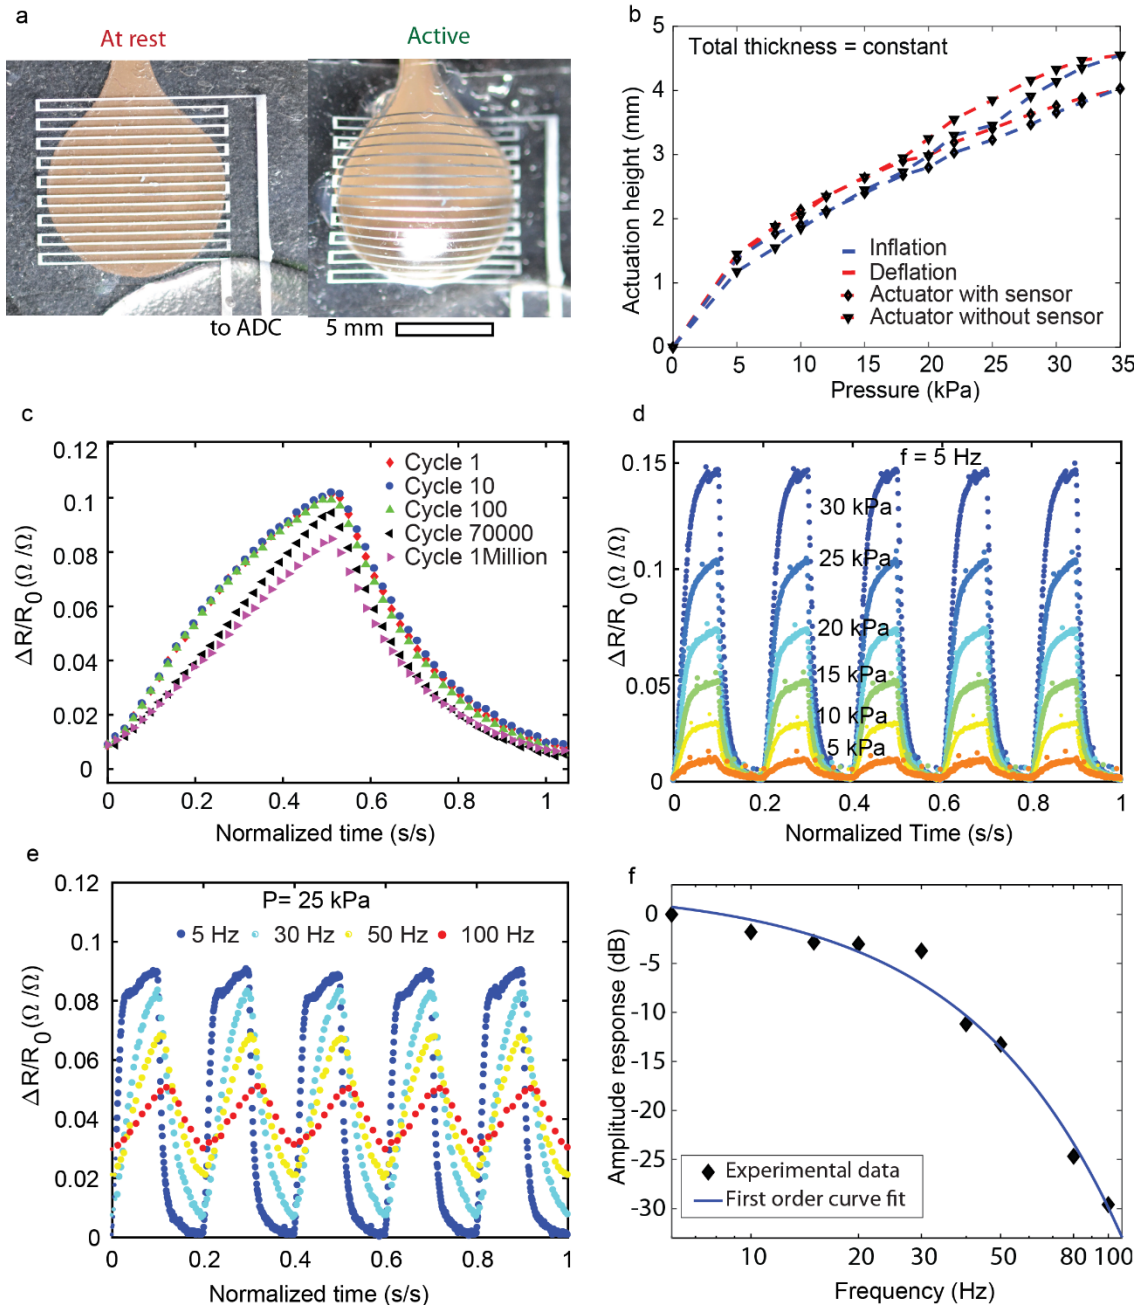 a
At rest
Active
to ADC
5 mm
b
Total thickness = constant
Actuation height (mm)
5
4
3
2
1
0
Inflation
Deflation
Actuator with sensor
Actuator without sensor
0 5 10 15 20 25 30 35
Pressure (kPa)
c
ΔR/R0 (Ω /Ω)
0.12
0.1
0.08
0.06
0.04
0.02
0
Cycle 1
Cycle 10
Cycle 100
Cycle 70000
Cycle 1Million
0 0.2 0.4 0.6 0.8 1
Normalized time (s/s)
d
ΔR/R0 (Ω /Ω)
0.15
0.1
0.05
0
f = 5 Hz
30 kPa
25 kPa
20 kPa
15 kPa
10 kPa
5 kPa
0 0.2 0.4 0.6 0.8 1
Normalized Time (s/s)
e
ΔR/R0 (Ω /Ω)
0.12
0.1
0.08
0.06
0.04
0.02
0
P= 25 kPa
5 Hz 30 Hz 50 Hz 100 Hz
0 0.2 0.4 0.6 0.8 1
Normalized time (s/s)
f
Amplitude response (dB)
0
-5
-10
-15
-20
-25
-30
Experimental data
First order curve fit
10 20 30 50 80 100
Frequency (Hz)